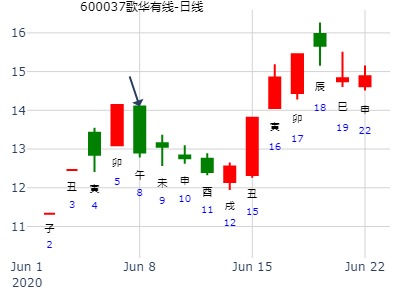 600037歌华有线-日线
16
15
14
13
12
11
子
2
丑
3
寅
4
卯
5
午
8
未
9
申
10
酉
11
戌
12
丑
15
寅
16
卯
17
辰
18
巳
19
申
22
Jun 1
2020
Jun 8
Jun 15
Jun 22